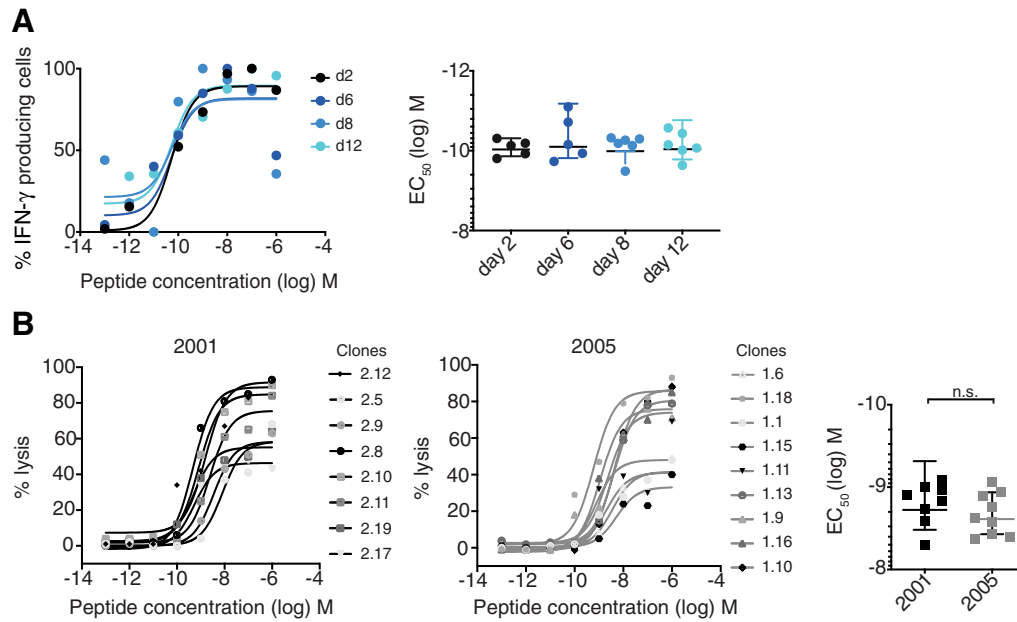 A
% IFN-γ producing cells
100
50
0
-14
-12
-10
-8
-6
-4
Peptide concentration (log) M
d2
d6
d8
d12
EC50 (log) M
-12
-10
-8
day 2
day 6
day 8
day 12
B
2001
% lysis
100
80
60
40
20
0
-14
-12
-10
-8
-6
-4
Peptide concentration (log) M
Clones
2.12
2.5
2.9
2.8
2.10
2.11
2.19
2.17
2005
% lysis
100
80
60
40
20
0
-14
-12
-10
-8
-6
-4
Peptide concentration (log) M
Clones
1.6
1.18
1.1
1.15
1.11
1.13
1.9
1.16
1.10
n.s.
EC50 (log) M
-10
-9
-8
2001
2005